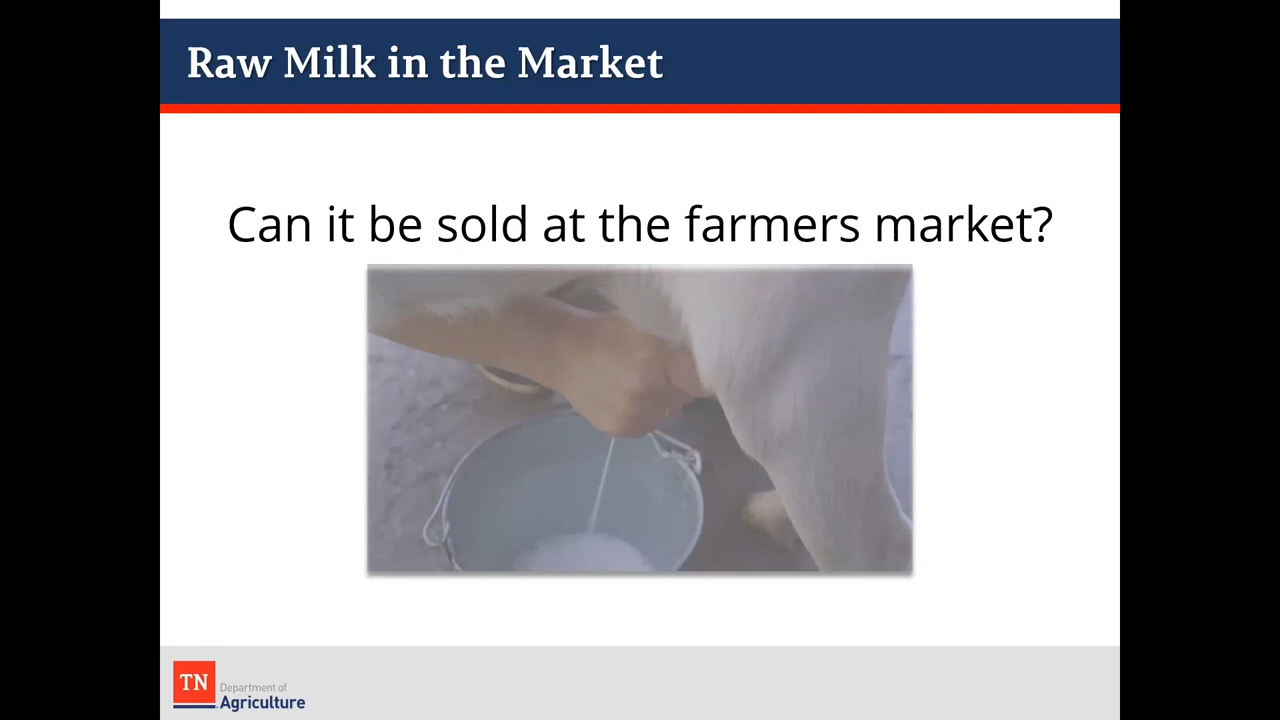 Raw Milk in the Market
Can it be sold at the farmers market?
TN
Department of
Agriculture